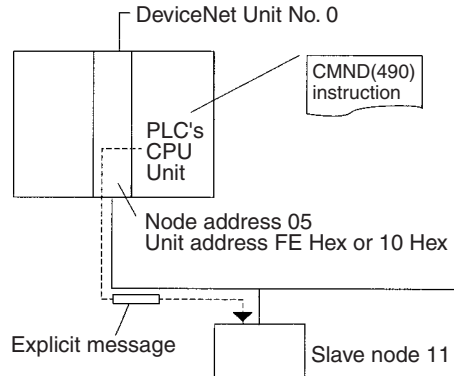 DeviceNet Unit No. 0
CMND(490)
instruction
PLC's
CPU
Unit
Node address 05
Unit address FE Hex or 10 Hex
Explicit message
Slave node 11